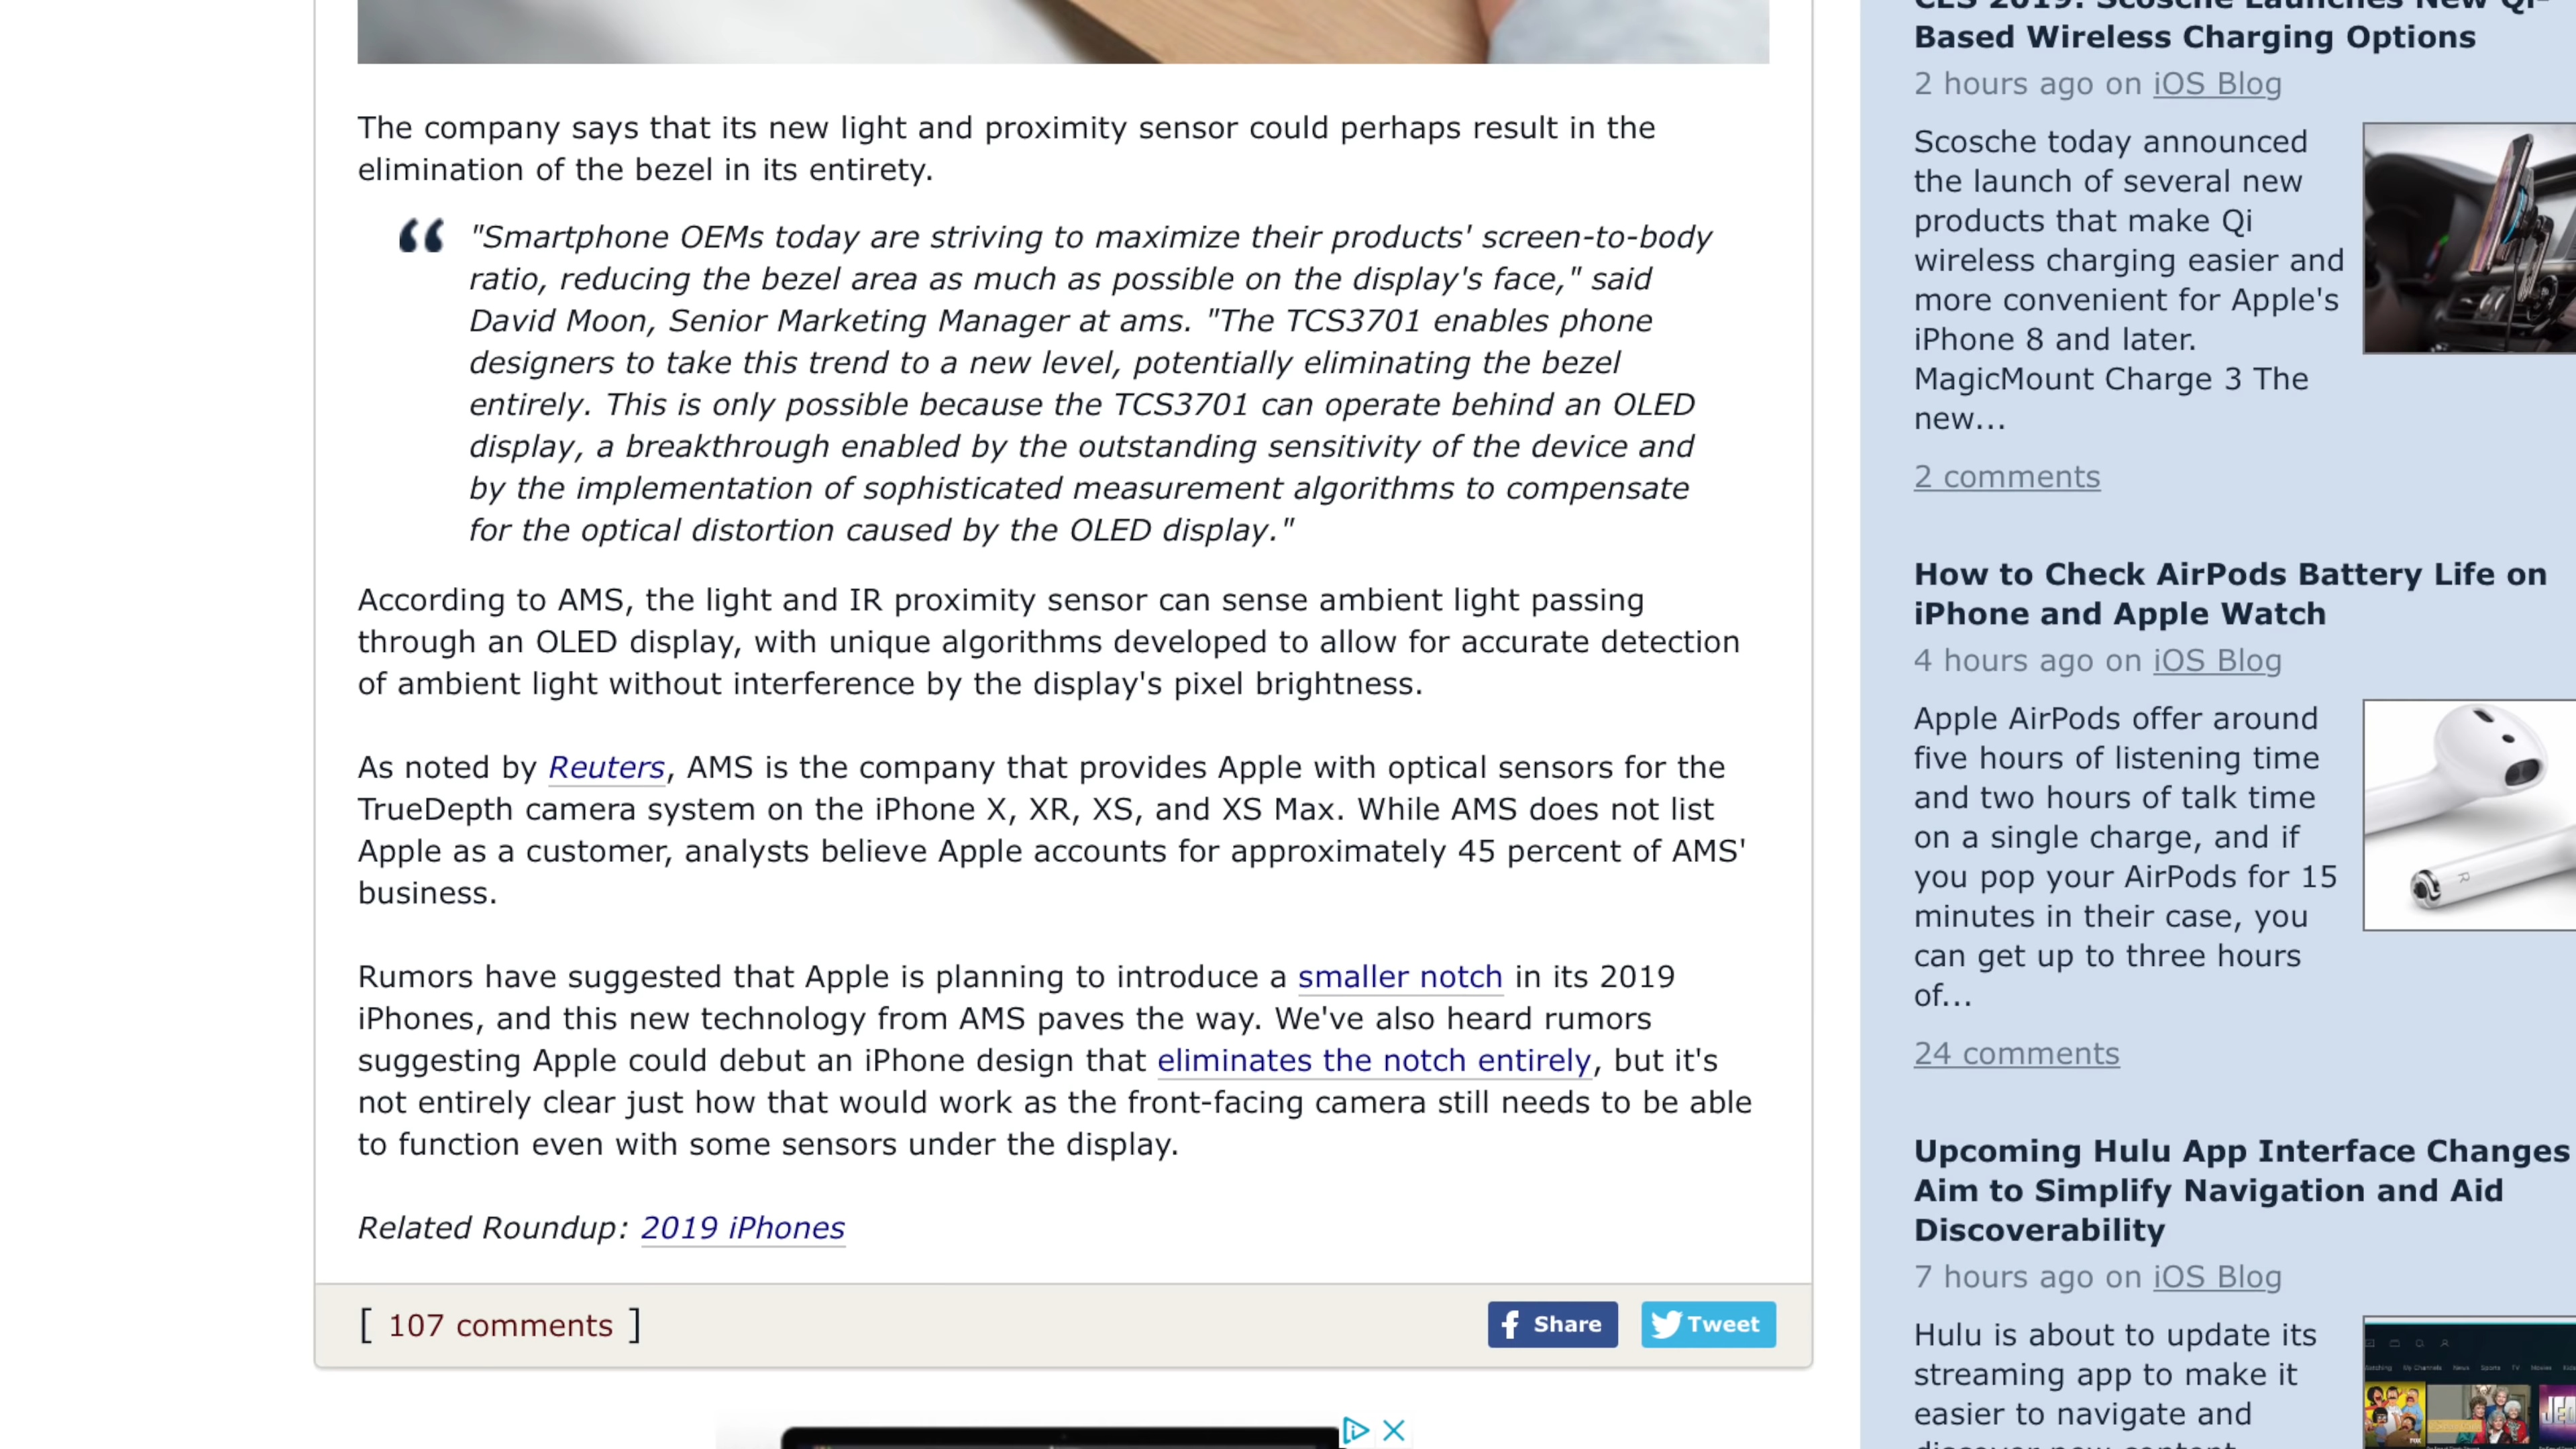 The company says that its new light and proximity sensor could perhaps result in the
elimination of the bezel in its entirety.
"Smartphone OEMs today are striving to maximize their products' screen-to-body
ratio, reducing the bezel area as much as possible on the display's face," said
David Moon, Senior Marketing Manager at ams. "The TCS3701 enables phone
designers to take this trend to a new level, potentially eliminating the bezel
entirely. This is only possible because the TCS3701 can operate behind an OLED
display, a breakthrough enabled by the outstanding sensitivity of the device and
by the implementation of sophisticated measurement algorithms to compensate
for the optical distortion caused by the OLED display."
According to AMS, the light and IR proximity sensor can sense ambient light passing
through an OLED display, with unique algorithms developed to allow for accurate detection
of ambient light without interference by the display's pixel brightness.
As noted by Reuters, AMS is the company that provides Apple with optical sensors for the
TrueDepth camera system on the iPhone X, XR, XS, and XS Max. While AMS does not list
Apple as a customer, analysts believe Apple accounts for approximately 45 percent of AMS'
business.
Rumors have suggested that Apple is planning to introduce a smaller notch in its 2019
iPhones, and this new technology from AMS paves the way. We've also heard rumors
suggesting Apple could debut an iPhone design that eliminates the notch entirely, but it's
not entirely clear just how that would work as the front-facing camera still needs to be able
to function even with some sensors under the display.
Related Roundup: 2019 iPhones
[ 107 comments ]
Share
Tweet
CES 2019: Scosche Launches New Qi-
Based Wireless Charging Options
2 hours ago on iOS Blog
Scosche today announced
the launch of several new
products that make Qi
wireless charging easier and
more convenient for Apple's
iPhone 8 and later.
MagicMount Charge 3 The
new...
2 comments
How to Check AirPods Battery Life on
iPhone and Apple Watch
4 hours ago on iOS Blog
Apple AirPods offer around
five hours of listening time
and two hours of talk time
on a single charge, and if
you pop your AirPods for 15
minutes in their case, you
can get up to three hours
of...
24 comments
Upcoming Hulu App Interface Changes
Aim to Simplify Navigation and Aid
Discoverability
7 hours ago on iOS Blog
Hulu is about to update its
streaming app to make it
easier to navigate and
discover new content